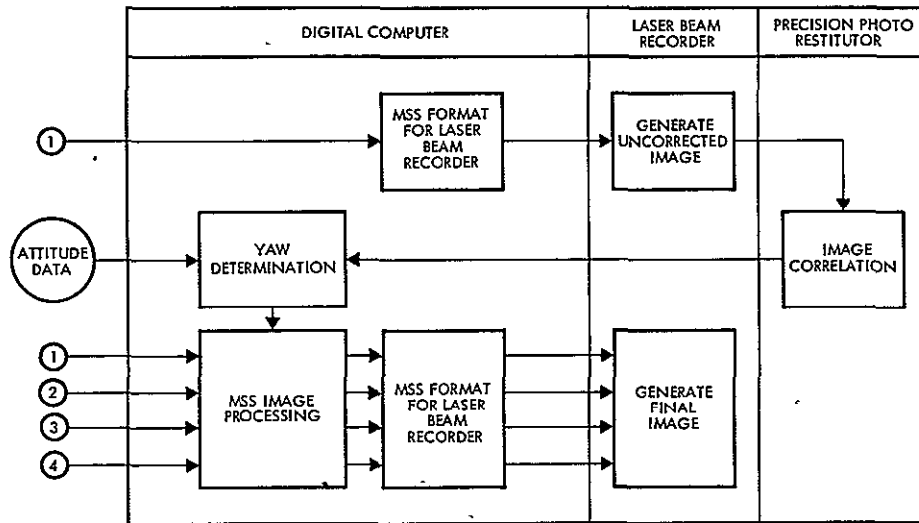 DIGITAL COMPUTER
LASER BEAM
RECORDER
PRECISION PHOTO
RESTITUTOR
1
MSS FORMAT
FOR LASER
BEAM
RECORDER
GENERATE
UNCORRECTED
IMAGE
ATTITUDE
DATA
YAW
DETERMINATION
IMAGE
CORRELATION
1
2
3
4
MSS IMAGE
PROCESSING
MSS FORMAT
FOR LASER
BEAM
RECORDER
GENERATE
FINAL
IMAGE